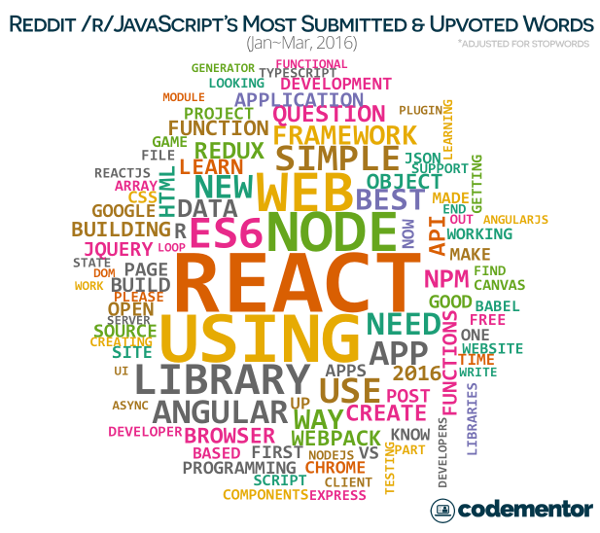 REDDIT /R/JAVASCRIPT'S MOST SUBMITTED & UPVOTED WORDS
(Jan~Mar, 2016)
*ADJUSTED FOR STOPWORDS
FUNCTIONAL
GENERATOR
TYPESCRIPT
LOOKING
DEVELOPMENT
MODULE
APPLICATION
PROJECT
QUESTION
PLUGIN
LEARNING
FUNCTION
FRAMEWORK
GAME
REDUX
SIMPLE
JSON
FILE
LEARN
SUPPORT
REACTJS
HTML
NEW
WEB
OBJECT
GETTING
ARRAY
CSS
DATA
BEST
MADE
GOOGLE
END
OUT
ANGULARJS
BUILDING
R
ES6
NODE
NOW
API
WORKING
JQUERY
LOOP
MAKE
STATE
DOM
PAGE
REACT
NPM
FIND
WORK
BUILD
CANVAS
PLEASE
OPEN
GOOD
BABEL
SERVER
SOURCE
USING
NEED
FUNCTIONS
FREE
CREATING
ONE
SITE
APP
WEBSITE
TIME
UI
LIBRARY
APPS
USE
2016
WRITE
ASYNC
ANGULAR
UP
WAY
POST
CREATE
LIBRARIES
DEVELOPER
BROWSER
WEBPACK
KNOW
DEVELOPERS
BASED
FIRST
NODEJS
VS
TESTING
PART
PROGRAMMING
CHROME
SCRIPT
CLIENT
COMPONENTS
EXPRESS
codementor